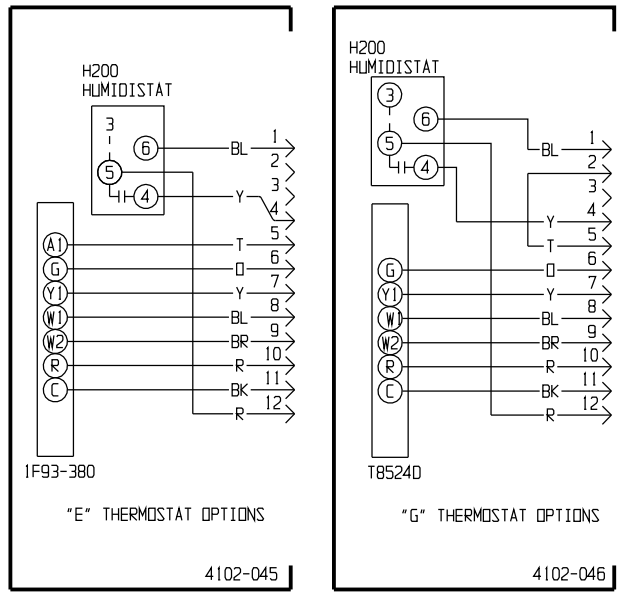 H200
HUMIDISTAT
3
6
5
4
BL
1
2
3
Y
4
A1
T
5
G
O
6
Y1
Y
7
W1
BL
8
W2
BR
9
R
R
10
C
BK
11
R
12
1F93-380
"E" THERMOSTAT OPTIONS
4102-045
H200
HUMIDISTAT
3
6
5
4
BL
1
2
3
Y
4
T
5
G
O
6
Y1
Y
7
W1
BL
8
W2
BR
9
R
R
10
C
BK
11
R
12
T8524D
"G" THERMOSTAT OPTIONS
4102-046